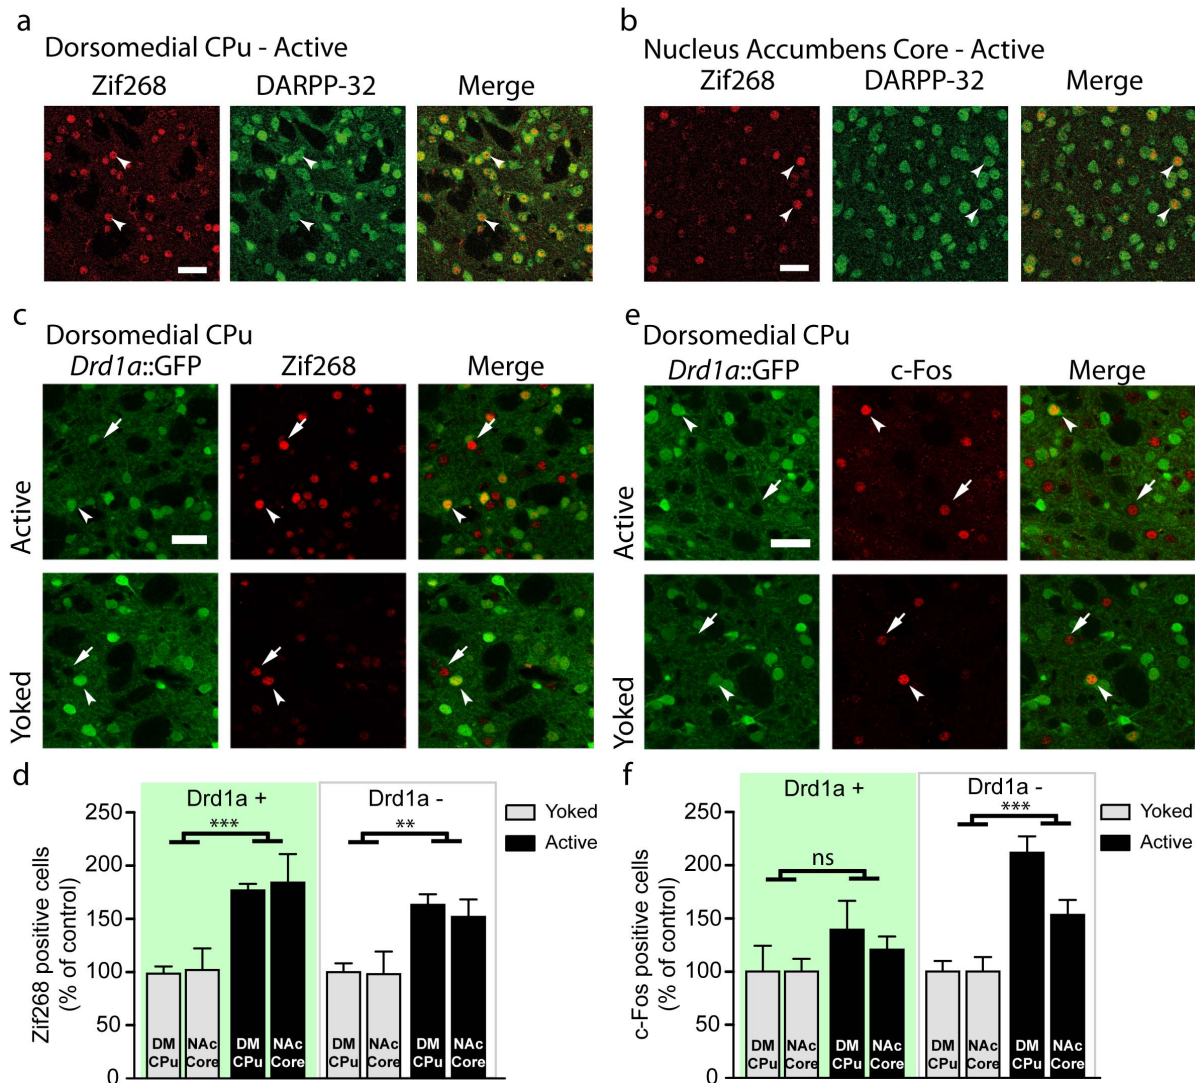 a
Dorsomedial CPu - Active
Zif268 DARPP-32 Merge
b
Nucleus Accumbens Core - Active
Zif268 DARPP-32 Merge
c
Dorsomedial CPu
Drd1a::GFP Zif268 Merge
Active
Yoked
e
Dorsomedial CPu
Drd1a::GFP c-Fos Merge
Active
Yoked
d
Zif268 positive cells
(% of control)
250
200
150
100
50
0
Drd1a +
***
Drd1a -
**
DM CPu
NAc Core
DM CPu
NAc Core
DM CPu
NAc Core
DM CPu
NAc Core
Yoked
Active
f
c-Fos positive cells
(% of control)
250
200
150
100
50
0
Drd1a +
ns
Drd1a -
***
DM CPu
NAc Core
DM CPu
NAc Core
DM CPu
NAc Core
DM CPu
NAc Core
Yoked
Active